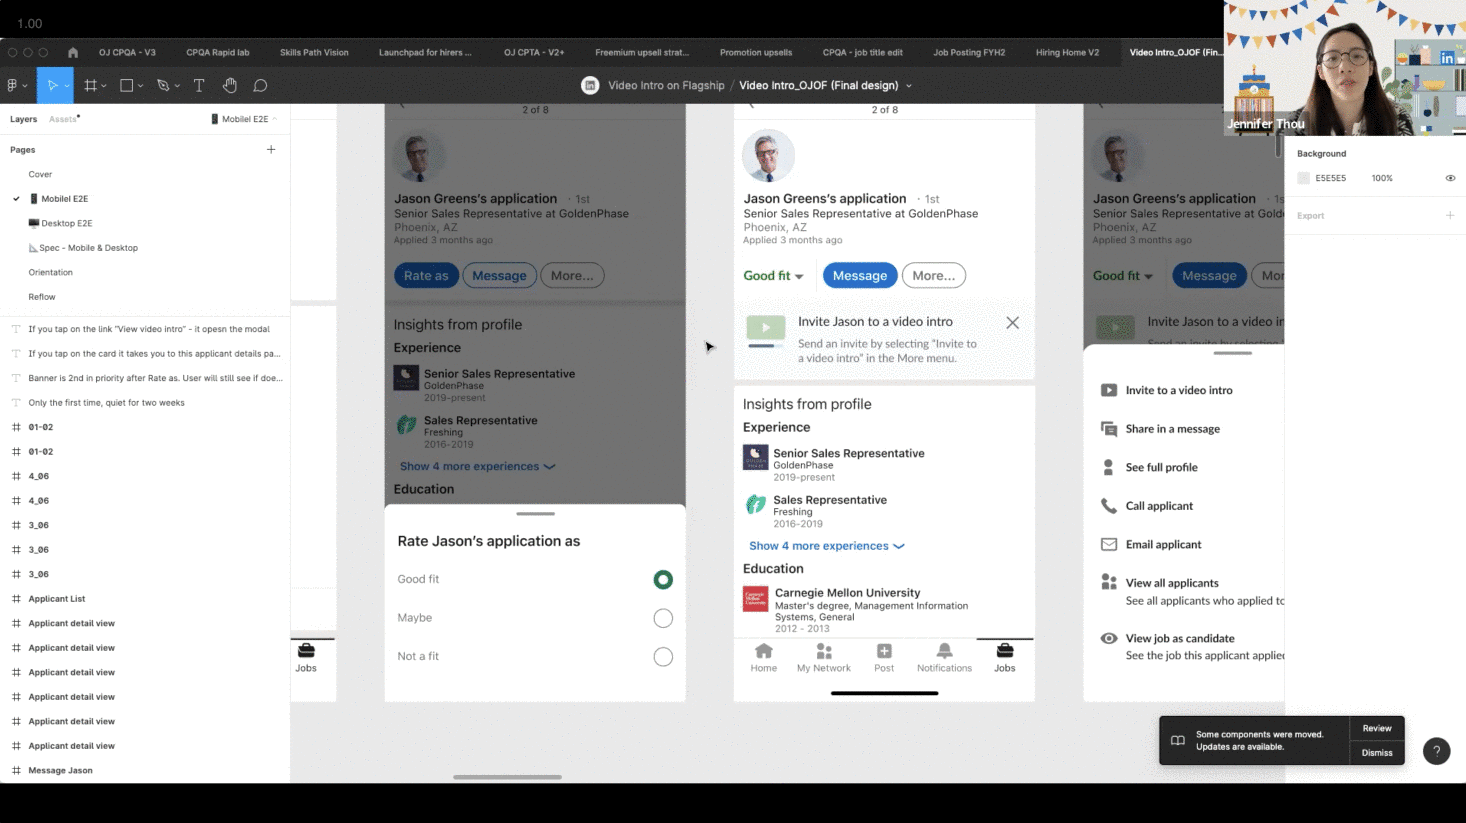 1.00
OJ CPQA - V3
CPQA Rapid lab
Skills Path Vision
Launchpad for hirers ...
OJ CPTA - V2+
Freemium upsell strat...
Promotion upsells
CPQA - job title edit
Job Posting FYH2
Hiring Home V2
Video Intro_OJOF (Fin...
Video Intro on Flagship / Video Intro_OJOF (Final design)
Jennifer Thou
Layers
Assets
Mobilel E2E
Pages
Cover
Mobilel E2E
Desktop E2E
Spec - Mobile & Desktop
Orientation
Reflow
If you tap on the link "View video intro" - it opesn the modal
If you tap on the card it takes you to this applicant details pa...
Banner is 2nd in priority after Rate as. User will still see if doe...
Only the first time, quiet for two weeks
01-02
01-02
4_06
4_06
3_06
3_06
3_06
Applicant List
Applicant detail view
Applicant detail view
Applicant detail view
Applicant detail view
Applicant detail view
Applicant detail view
Message Jason
Jobs
2 of 8
Jason Greens's application · 1st
Senior Sales Representative at GoldenPhase
Phoenix, AZ
Applied 3 months ago
Rate as
Message
More...
Insights from profile
Experience
Senior Sales Representative
GoldenPhase
2019-present
Sales Representative
Freshing
2016-2019
Show 4 more experiences
Education
Rate Jason's application as
Good fit
Maybe
Not a fit
2 of 8
Jason Greens's application · 1st
Senior Sales Representative at GoldenPhase
Phoenix, AZ
Applied 3 months ago
Good fit
Message
More...
Invite Jason to a video intro
Send an invite by selecting "Invite to
a video intro" in the More menu.
Insights from profile
Experience
Senior Sales Representative
GoldenPhase
2019-present
Sales Representative
Freshing
2016-2019
Show 4 more experiences
Education
Carnegie Mellon University
Master's degree, Management Information
Systems, General
2012 - 2013
Home
My Network
Post
Notifications
Jobs
Jason Greens's application
Senior Sales Representative at Go
Phoenix, AZ
Applied 3 months ago
Good fit
Message
Mor
Invite Jason to a video intro
Invite to a video intro
Share in a message
See full profile
Call applicant
Email applicant
View all applicants
See all applicants who applied to
View job as candidate
See the job this applicant applied
Background
E5E5E5
100%
Export
Some components were moved.
Updates are available.
Review
Dismiss
?